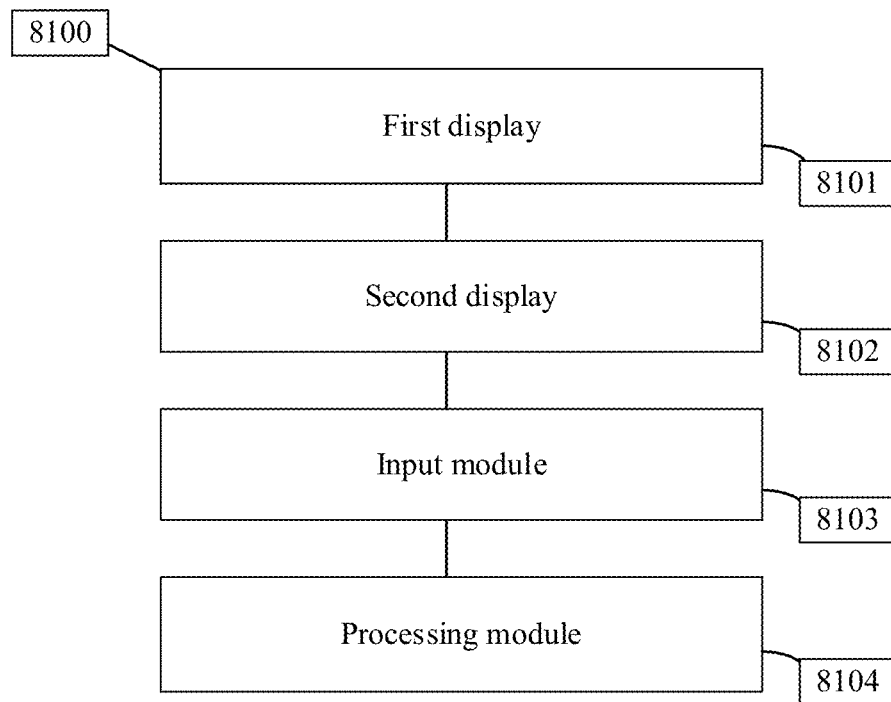 8100
First display
8101
Second display
8102
Input module
8103
Processing module
8104